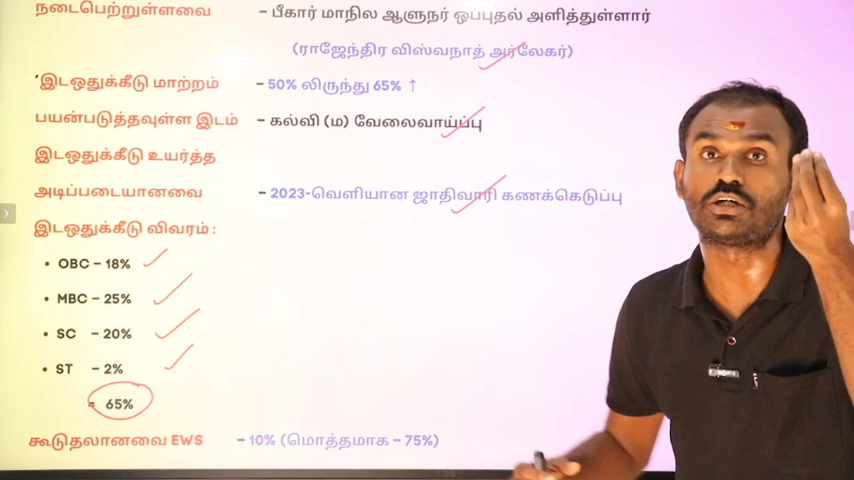 நடைபெற்றுள்ளவை – பீகார் மாநில ஆளுநர் ஒப்புதல் அளித்துள்ளார்
(ராஜேந்திர விஸ்வநாத் அர்லேகர்)
இடஒதுக்கீடு மாற்றம் – 50% லிருந்து 65% ↑
பயன்படுத்தவுள்ள இடம் – கல்வி (ம) வேலைவாய்ப்பு
இடஒதுக்கீடு உயர்த்த
அடிப்படையானவை – 2023-வெளியான ஜாதிவாரி கணக்கெடுப்பு
இடஒதுக்கீடு விவரம் :
• OBC – 18%
• MBC – 25%
• SC – 20%
• ST – 2%
= 65%
கூடுதலானவை EWS – 10% (மொத்தமாக – 75%)